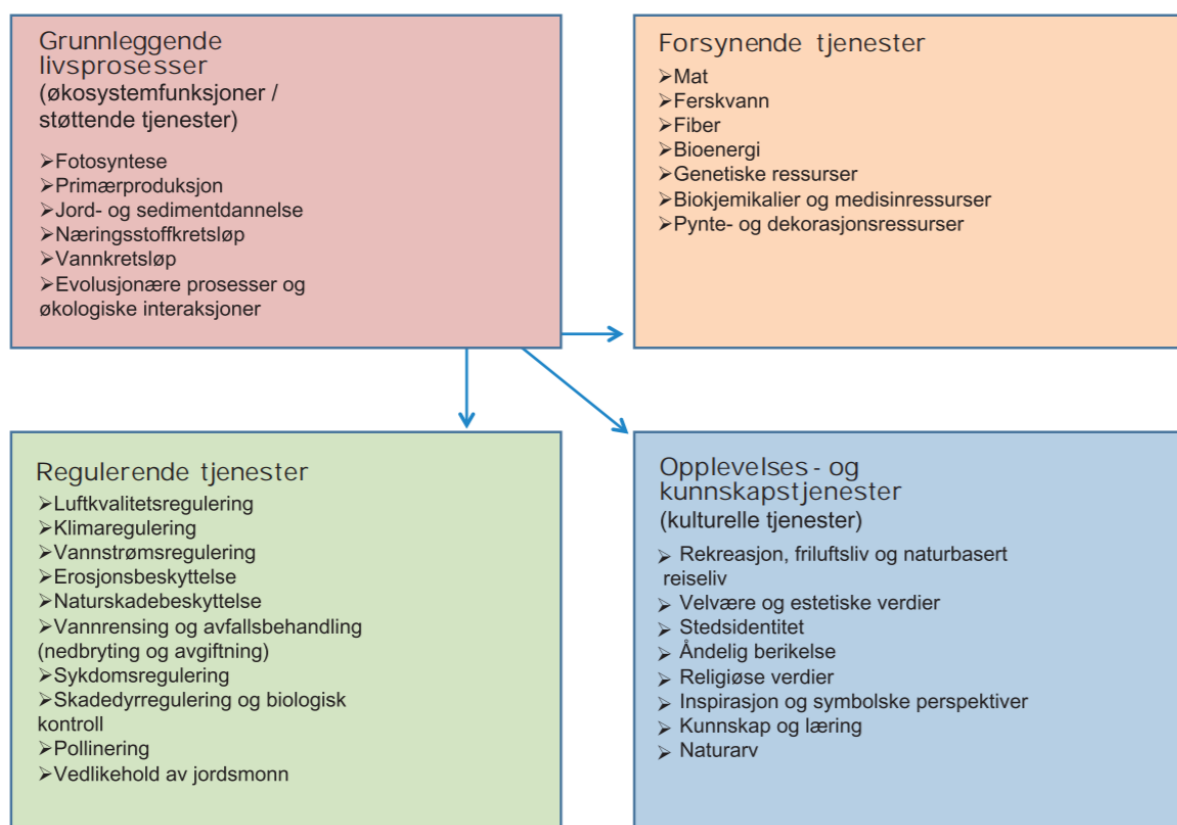 Grunnleggende
livsprosesser
(økosystemfunksjoner /
støttende tjenester)
➢Fotosyntese
➢Primærproduksjon
➢Jord- og sedimentdannelse
➢Næringsstoffkretsløp
➢Vannkretsløp
➢Evolusjonære prosesser og
økologiske interaksjoner
Forsynende tjenester
➢Mat
➢Ferskvann
➢Fiber
➢Bioenergi
➢Genetiske ressurser
➢Biokjemikalier og medisinressurser
➢Pynte- og dekorasjonsressurser
Regulerende tjenester
➢Luftkvalitetsregulering
➢Klimaregulering
➢Vannstrømsregulering
➢Erosjonsbeskyttelse
➢Naturskadebeskyttelse
➢Vannrensing og avfallsbehandling
(nedbryting og avgiftning)
➢Sykdomsregulering
➢Skadedyrregulering og biologisk
kontroll
➢Pollinering
➢Vedlikehold av jordsmonn
Opplevelses- og
kunnskapstjenester
(kulturelle tjenester)
➢ Rekreasjon, friluftsliv og naturbasert
reiseliv
➢ Velvære og estetiske verdier
➢ Stedsidentitet
➢ Åndelig berikelse
➢ Religiøse verdier
➢ Inspirasjon og symbolske perspektiver
➢ Kunnskap og læring
➢ Naturarv